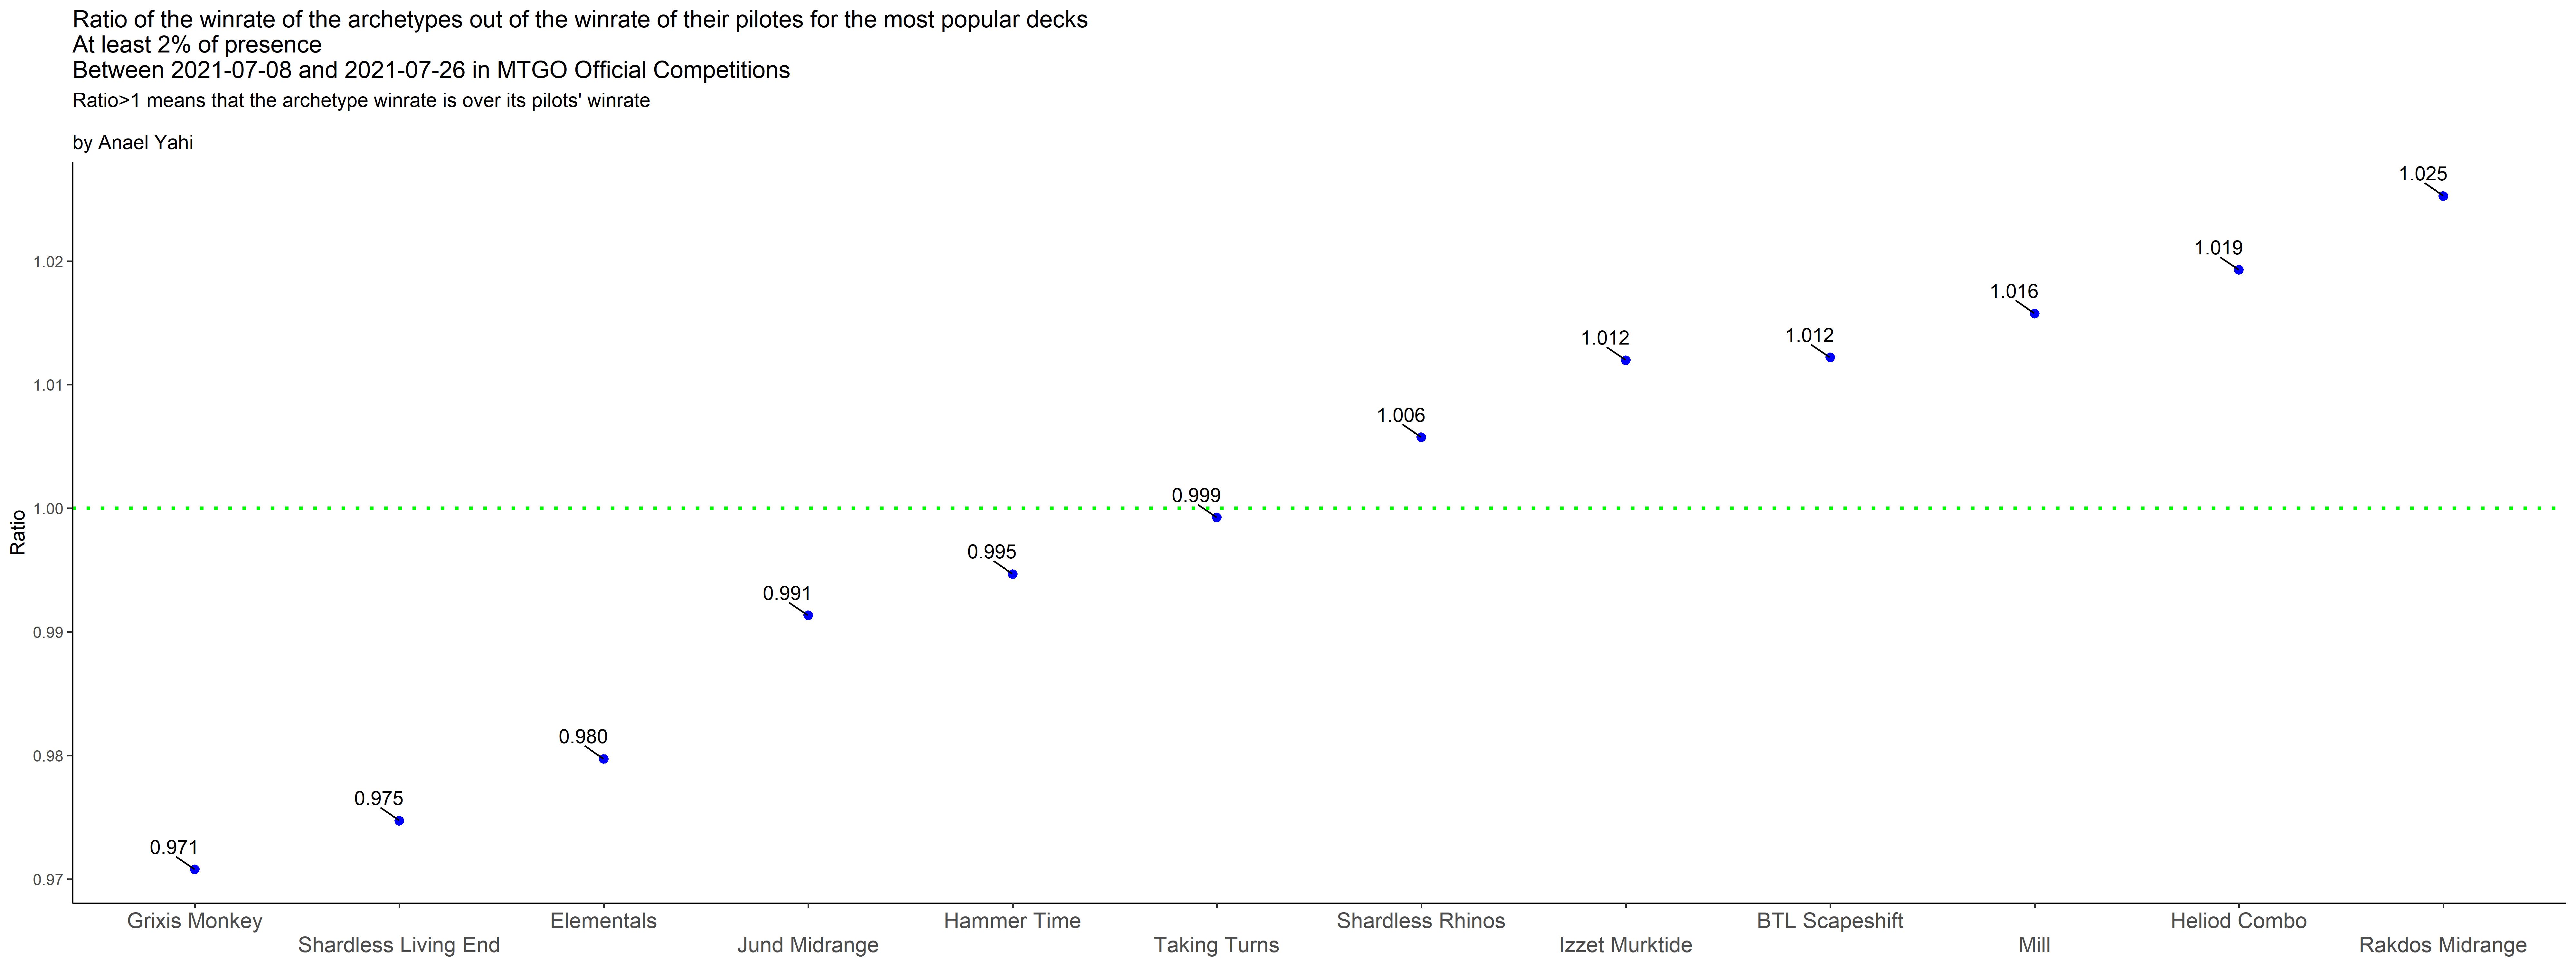 Ratio of the winrate of the archetypes out of the winrate of their pilotes for the most popular decks
At least 2% of presence
Between 2021-07-08 and 2021-07-26 in MTGO Official Competitions
Ratio>1 means that the archetype winrate is over its pilots' winrate
by Anael Yahi
1.025
1.019
1.016
1.012
1.012
1.006
0.999
0.995
0.991
0.980
0.975
0.971
1.02
1.01
1.00
0.99
0.98
0.97
Ratio
Grixis Monkey
Shardless Living End
Elementals
Jund Midrange
Hammer Time
Taking Turns
Shardless Rhinos
Izzet Murktide
BTL Scapeshift
Mill
Heliod Combo
Rakdos Midrange